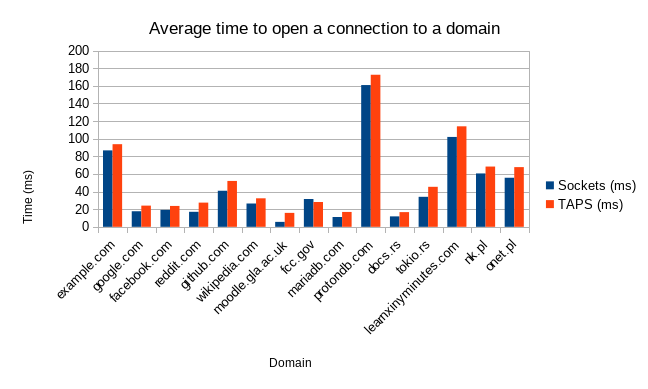 Average time to open a connection to a domain
200
180
160
140
120
100
80
60
40
20
0
Time (ms)
example.com
google.com
facebook.com
reddit.com
github.com
wikipedia.com
moodle.gla.ac.uk
fcc.gov
mariadb.com
protondb.com
docs.rs
tokio.rs
learnxinyminutes.com
nk.pl
onet.pl
Domain
Sockets (ms)
TAPS (ms)